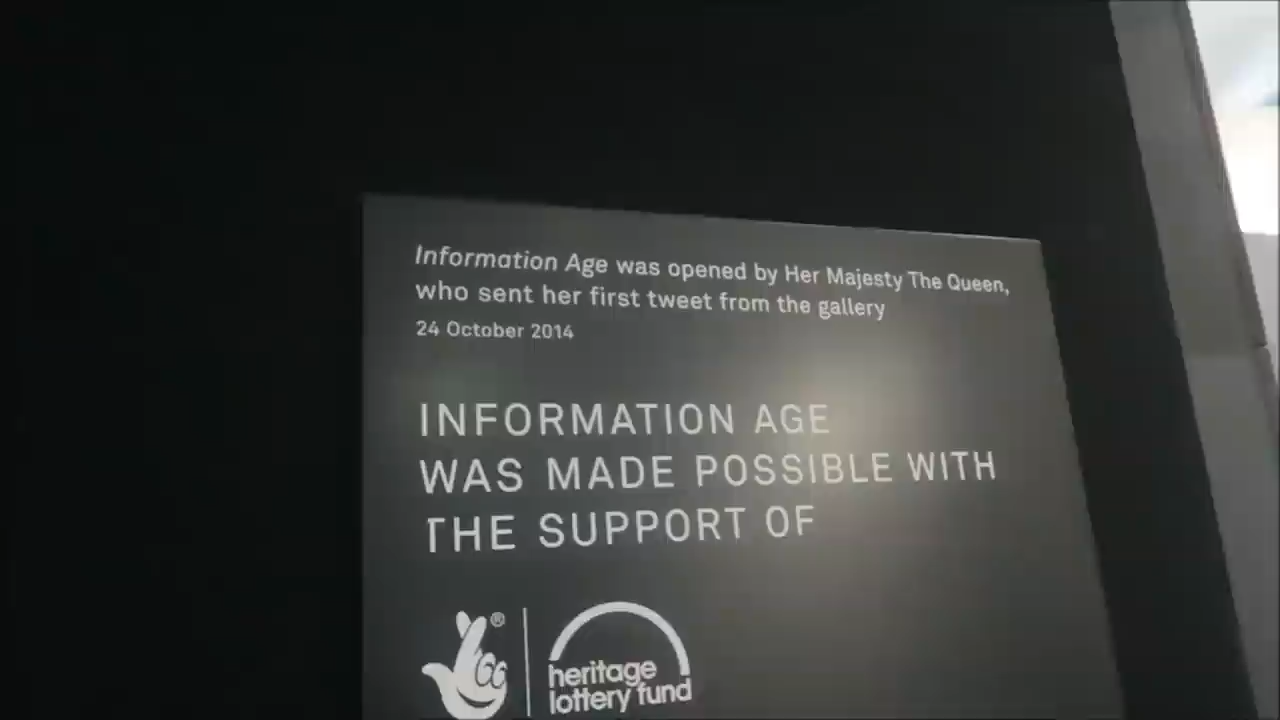 Information Age was opened by Her Majesty The Queen,
who sent her first tweet from the gallery
24 October 2014
INFORMATION AGE
WAS MADE POSSIBLE WITH
THE SUPPORT OF
®
heritage
lottery fund